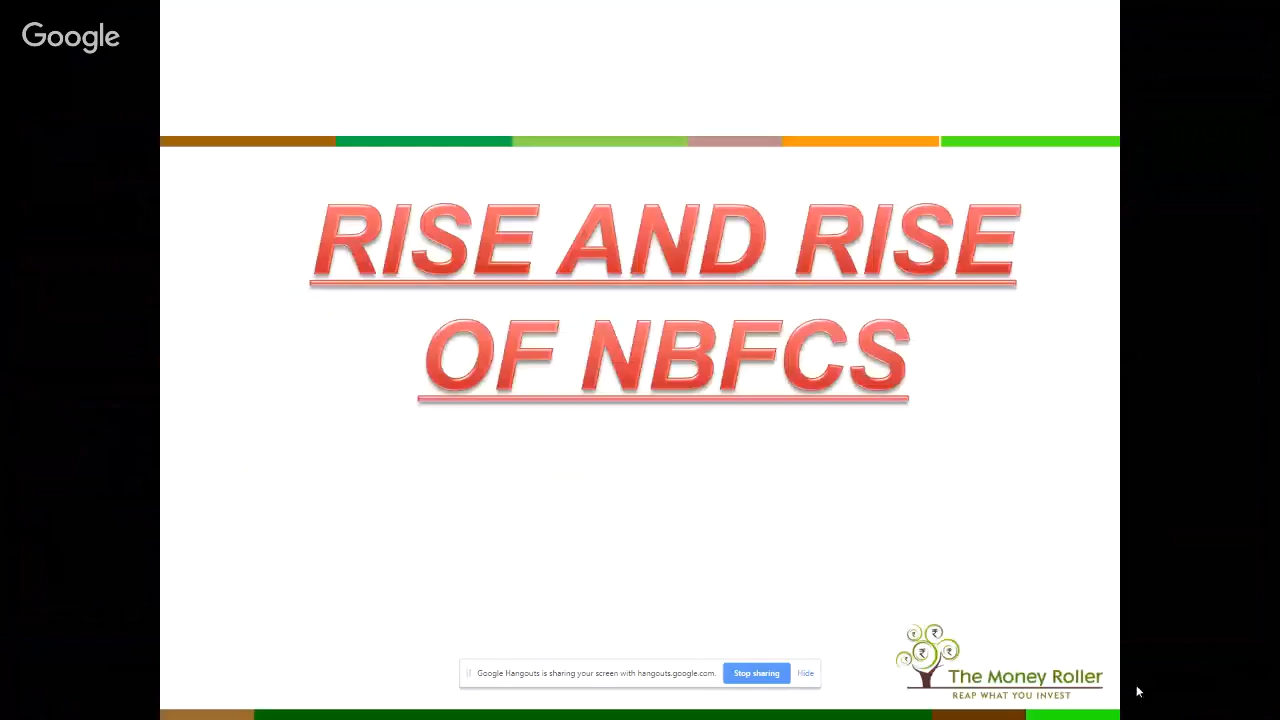 Google
RISE AND RISE
OF NBFCS
Google Hangouts is sharing your screen with hangouts.google.com.
Stop sharing
Hide
The Money Roller
REAP WHAT YOU INVEST